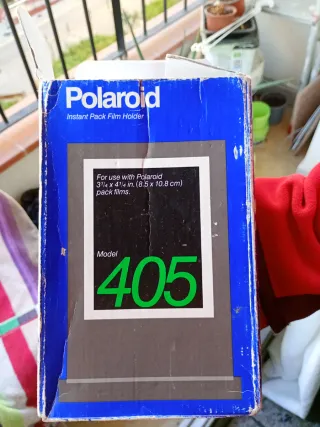 Polaroid
Instant Pack Film Holder
For use with Polaroid
3¼ x 4¼ in. (8.5 x 10.8 cm)
pack films.
Model
405